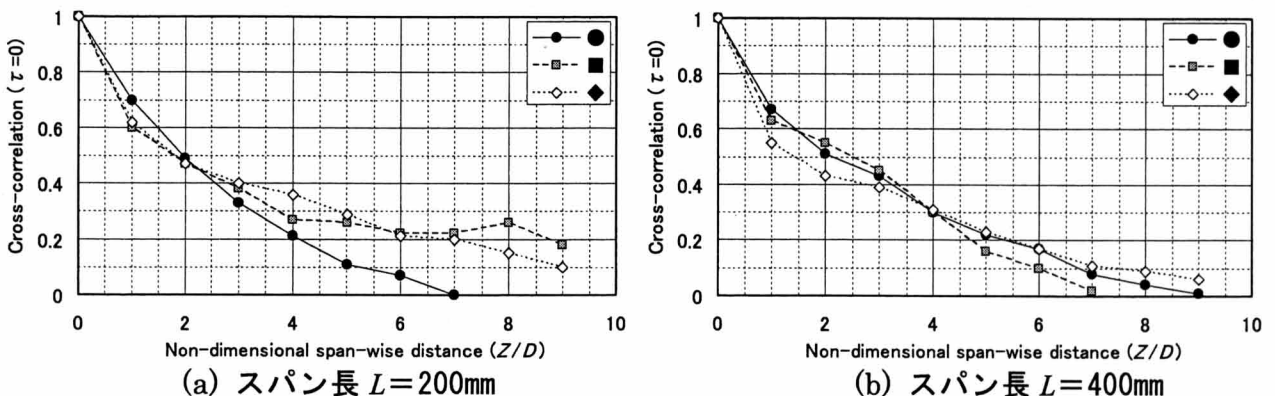 Cross-correlation (τ=0)
1
0.8
0.6
0.4
0.2
0
0 2 4 6 8 10
Non-dimensional span-wise distance (Z/D)
(a) スパン長 L=200mm
Cross-correlation (τ=0)
1
0.8
0.6
0.4
0.2
0
0 2 4 6 8 10
Non-dimensional span-wise distance (Z/D)
(b) スパン長 L=400mm